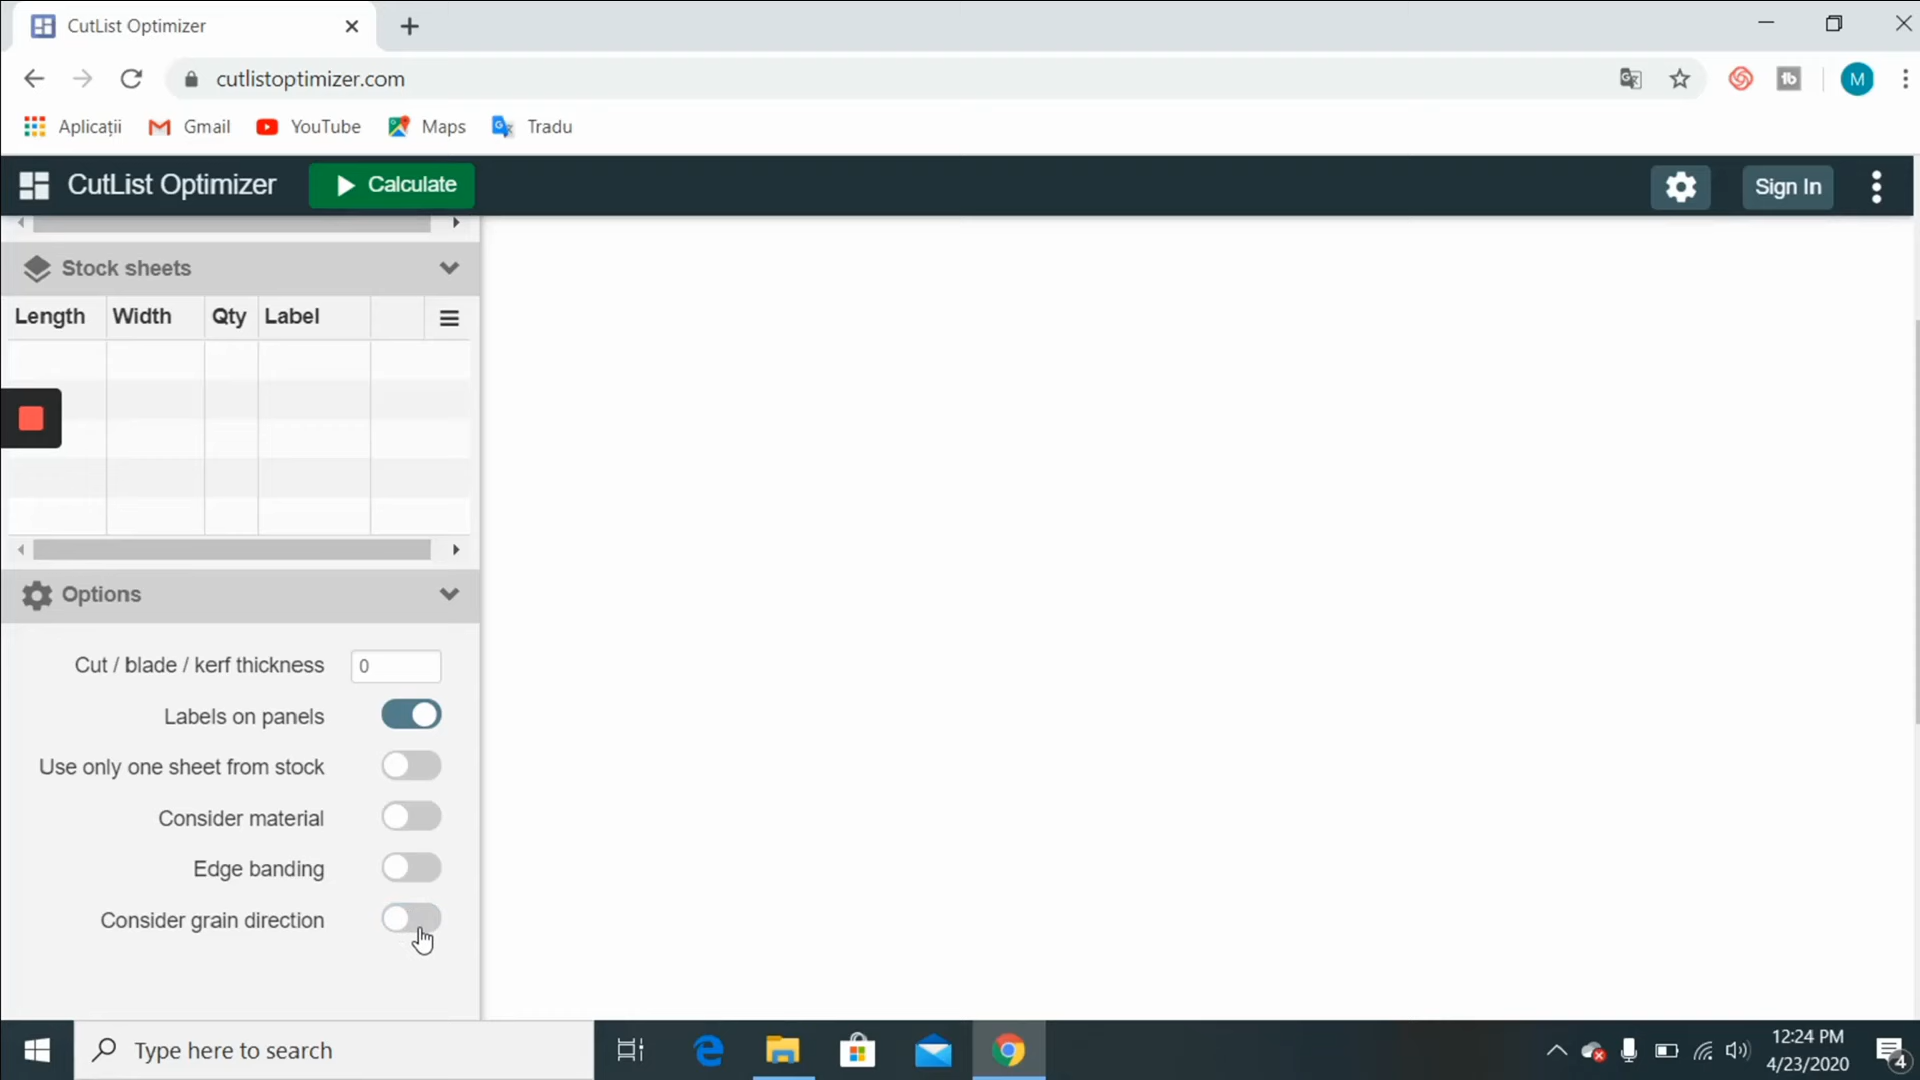 CutList Optimizer
cutlistoptimizer.com
Aplicații Gmail YouTube Maps Tradu
CutList Optimizer Calculate Sign In
Stock sheets
Length Width Qty Label
Options
Cut / blade / kerf thickness 0
Labels on panels
Use only one sheet from stock
Consider material
Edge banding
Consider grain direction
Type here to search
12:24 PM
4/23/2020
4
M
tb